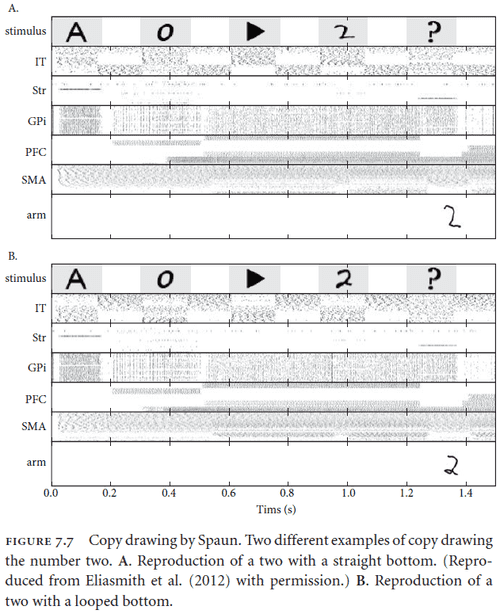 A.
stimulus A 0 ▶ 2 ?
IT
Str
GPi
PFC
SMA
arm 2
B.
stimulus A 0 ▶ 2 ?
IT
Str
GPi
PFC
SMA
arm 2
0.0 0.2 0.4 0.6 0.8 1.0 1.2 1.4
Tims (s)
FIGURE 7.7 Copy drawing by Spaun. Two different examples of copy drawing
the number two. A. Reproduction of a two with a straight bottom. (Repro-
duced from Eliasmith et al. (2012) with permission.) B. Reproduction of a
two with a looped bottom.